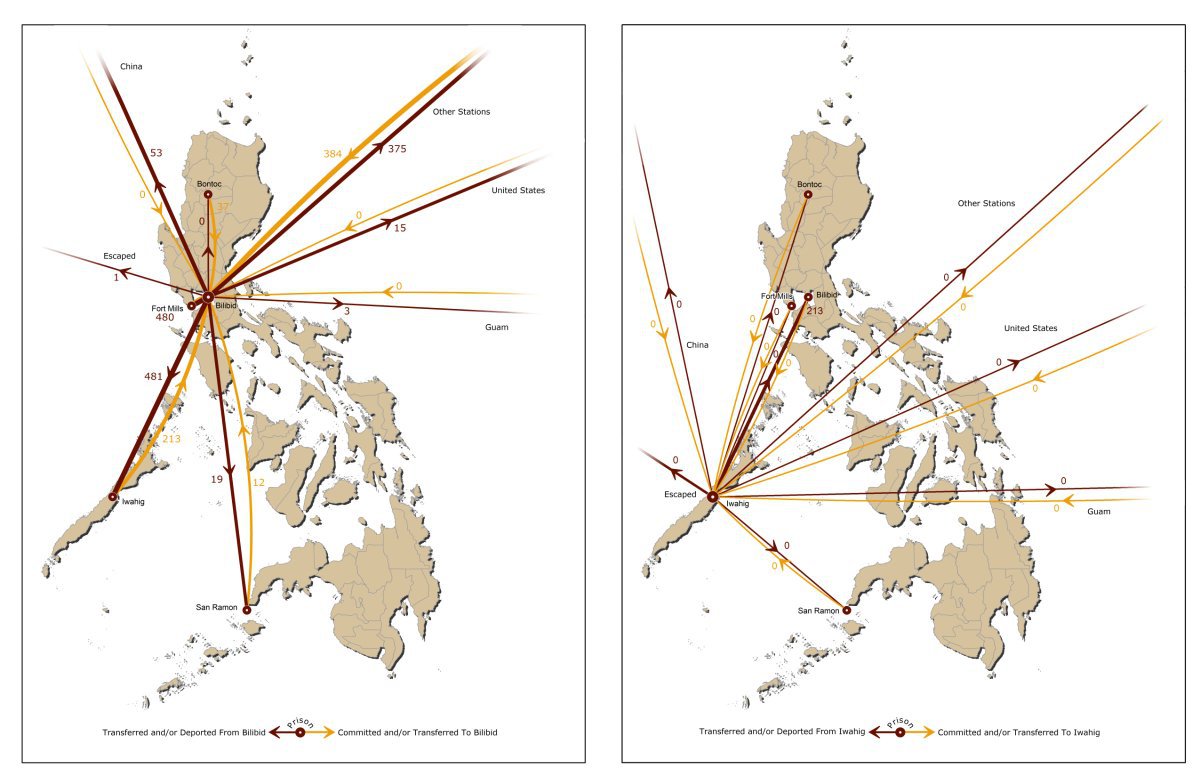 China
Other Stations
384
375
53
Bontoc
United States
0
37
0
0
15
Escaped
1
0
Fort Mills
Bilibid
480
3
Guam
481
213
19
12
Iwahig
San Ramon
Prison
Transferred and/or Deported From Bilibid
Committed and/or Transferred To Bilibid
Bontoc
Other Stations
0
0
Fort Mills
Bilibid
0
213
0
0
0
United States
China
0
0
0
0
0
0
Escaped
Iwahig
0
0
Guam
0
0
San Ramon
Prison
Transferred and/or Deported From Iwahig
Committed and/or Transferred To Iwahig